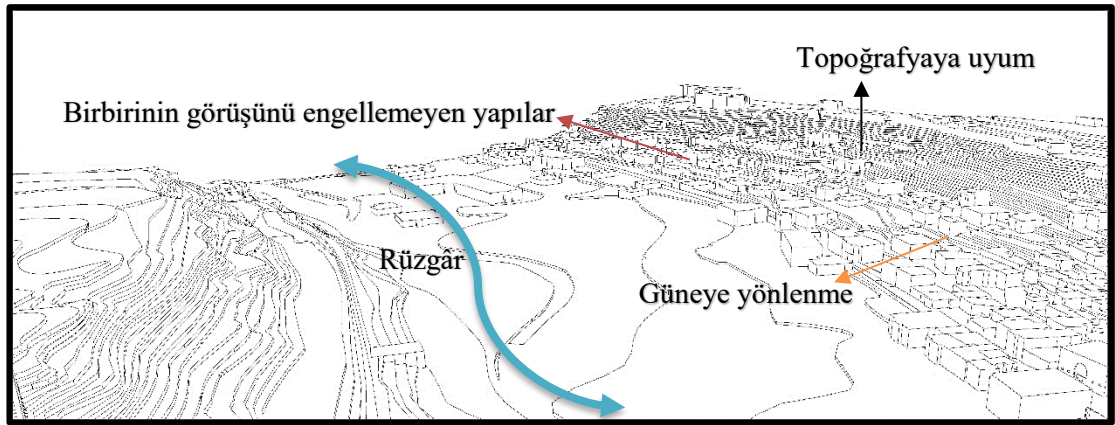 Topoğrafyaya uyum
Birbirinin görüşünü engellemeyen yapılar
Rüzgâr
Güneye yönlenme